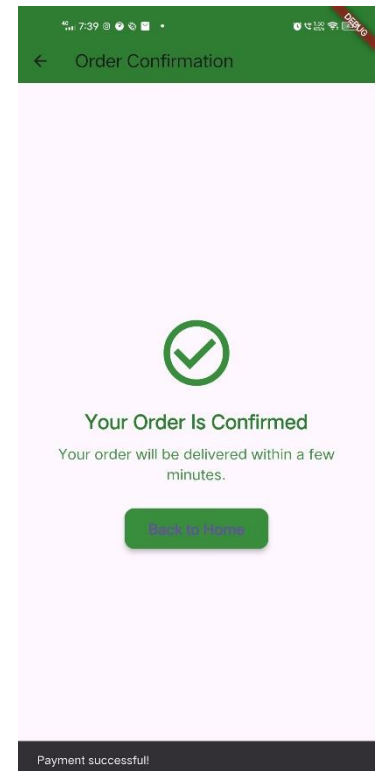 4G 7:39
DEBUG
Order Confirmation
Your Order Is Confirmed
Your order will be delivered within a few
minutes.
Back to Home
Payment successful!